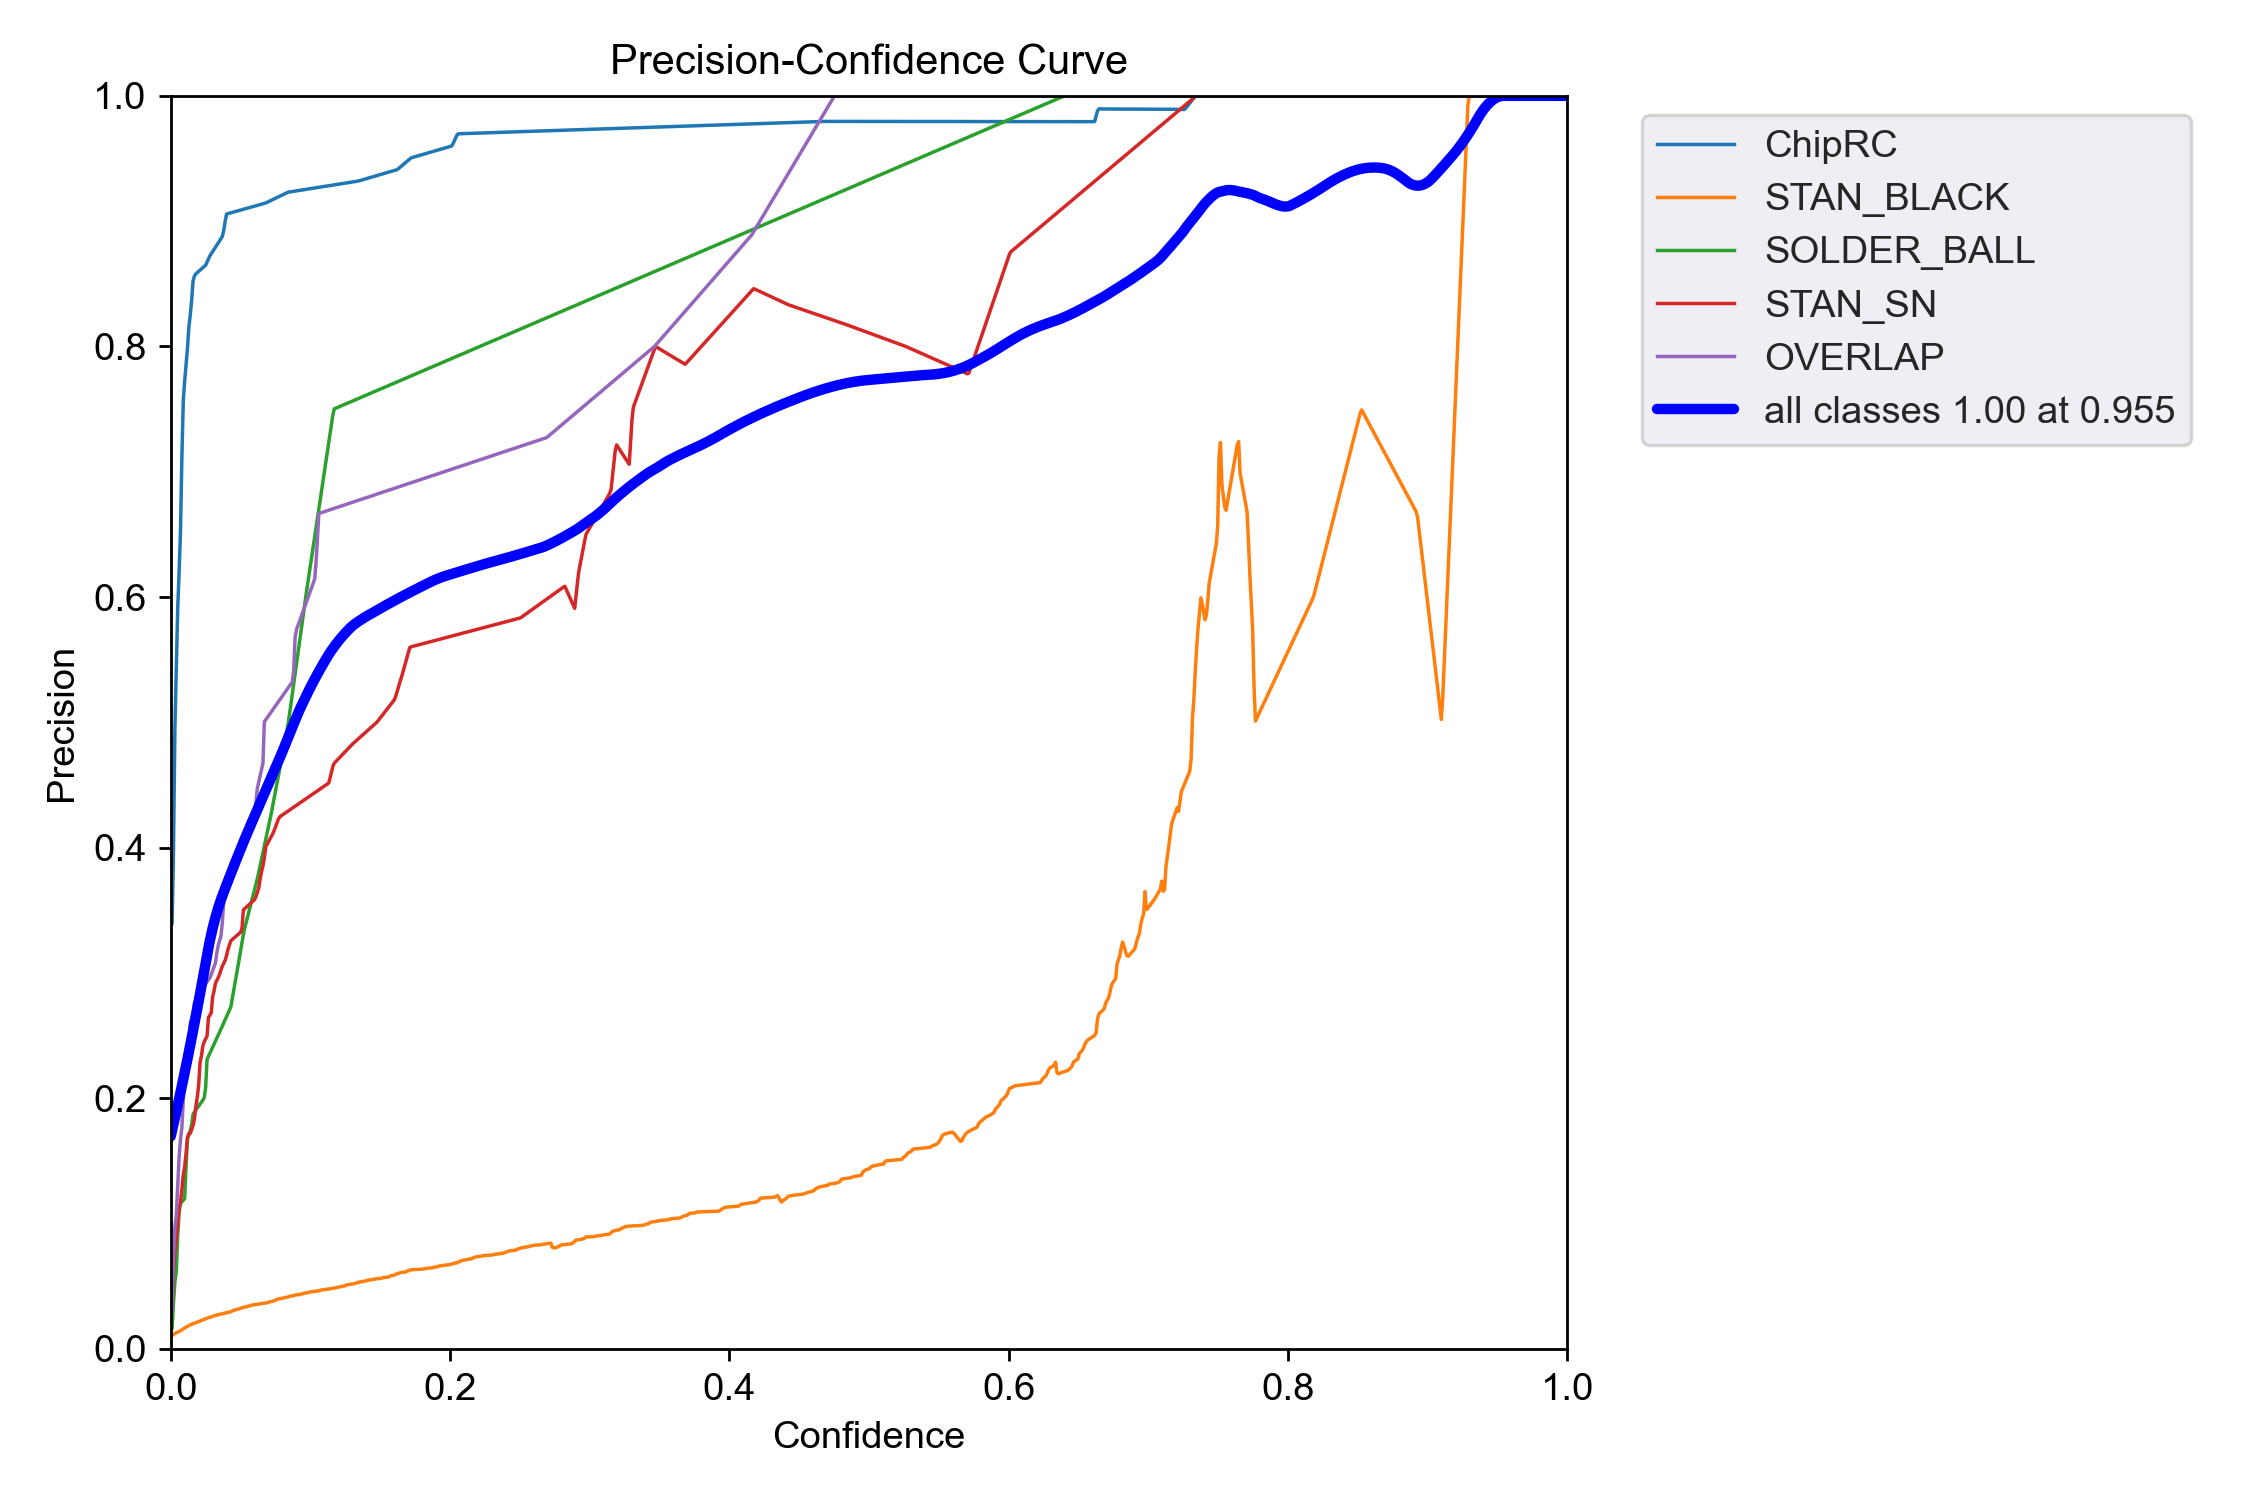 Precision-Confidence Curve
1.0
0.8
0.6
0.4
0.2
0.0
Precision
0.0 0.2 0.4 0.6 0.8 1.0
Confidence
ChipRC
STAN_BLACK
SOLDER_BALL
STAN_SN
OVERLAP
all classes 1.00 at 0.955